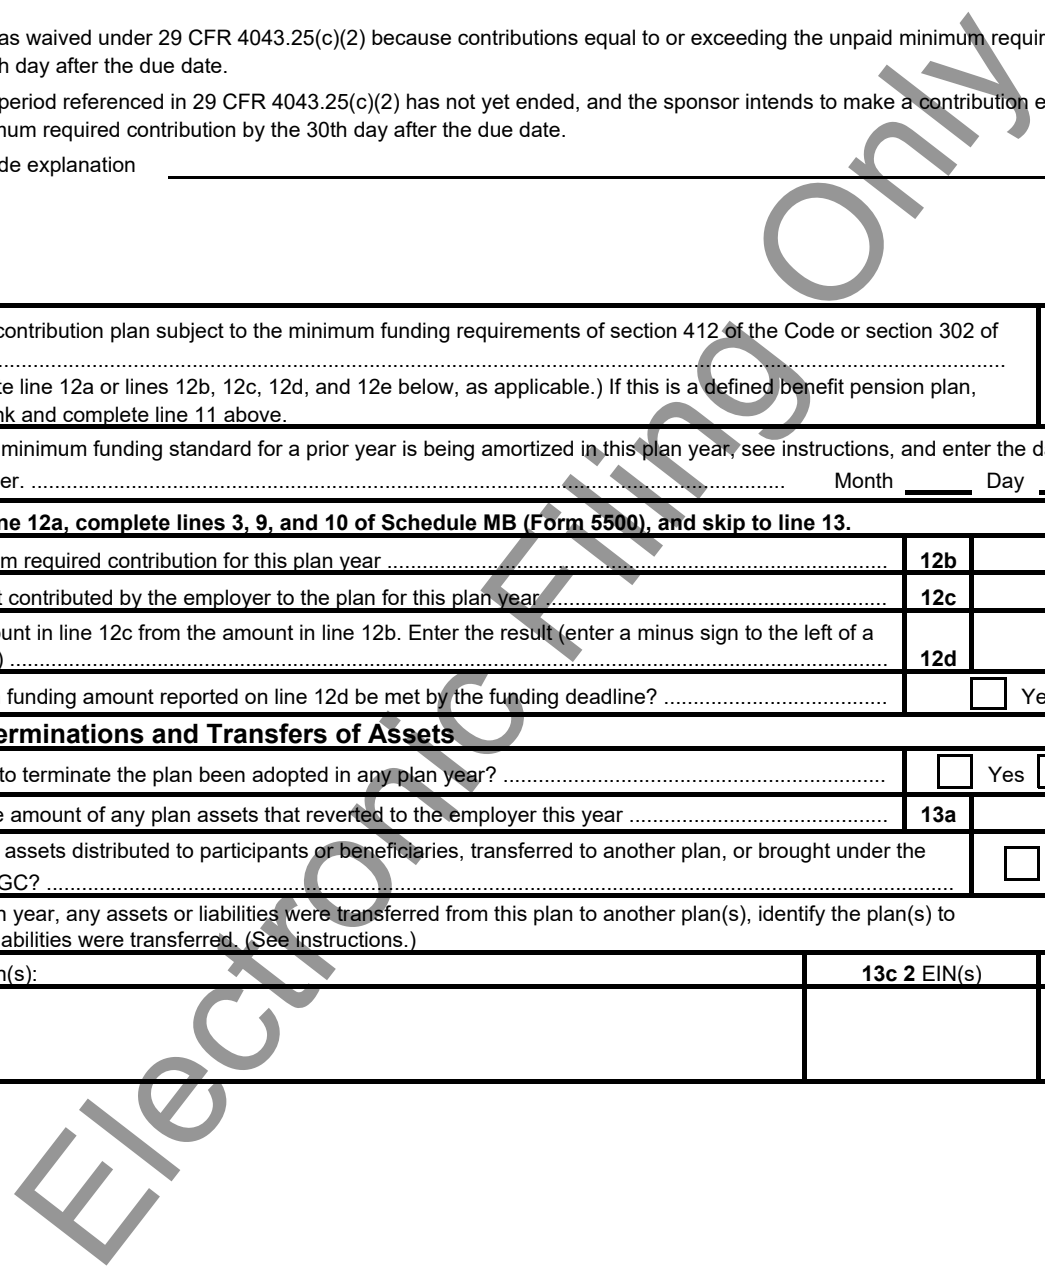 as waived under 29 CFR 4043.25(c)(2) because contributions equal to or exceeding the unpaid minimum requir
h day after the due date.
period referenced in 29 CFR 4043.25(c)(2) has not yet ended, and the sponsor intends to make a contribution e
mum required contribution by the 30th day after the due date.
de explanation
contribution plan subject to the minimum funding requirements of section 412 of the Code or section 302 of
te line 12a or lines 12b, 12c, 12d, and 12e below, as applicable.) If this is a defined benefit pension plan,
nk and complete line 11 above.
minimum funding standard for a prior year is being amortized in this plan year, see instructions, and enter the d
er. Month Day
ne 12a, complete lines 3, 9, and 10 of Schedule MB (Form 5500), and skip to line 13.
m required contribution for this plan year 12b
t contributed by the employer to the plan for this plan year 12c
ount in line 12c from the amount in line 12b. Enter the result (enter a minus sign to the left of a
) 12d
funding amount reported on line 12d be met by the funding deadline? Ye
erminations and Transfers of Assets
to terminate the plan been adopted in any plan year? Yes
e amount of any plan assets that reverted to the employer this year 13a
assets distributed to participants or beneficiaries, transferred to another plan, or brought under the
GC?
n year, any assets or liabilities were transferred from this plan to another plan(s), identify the plan(s) to
iabilities were transferred. (See instructions.)
n(s): 13c 2 EIN(s)
Electronic Filing Only